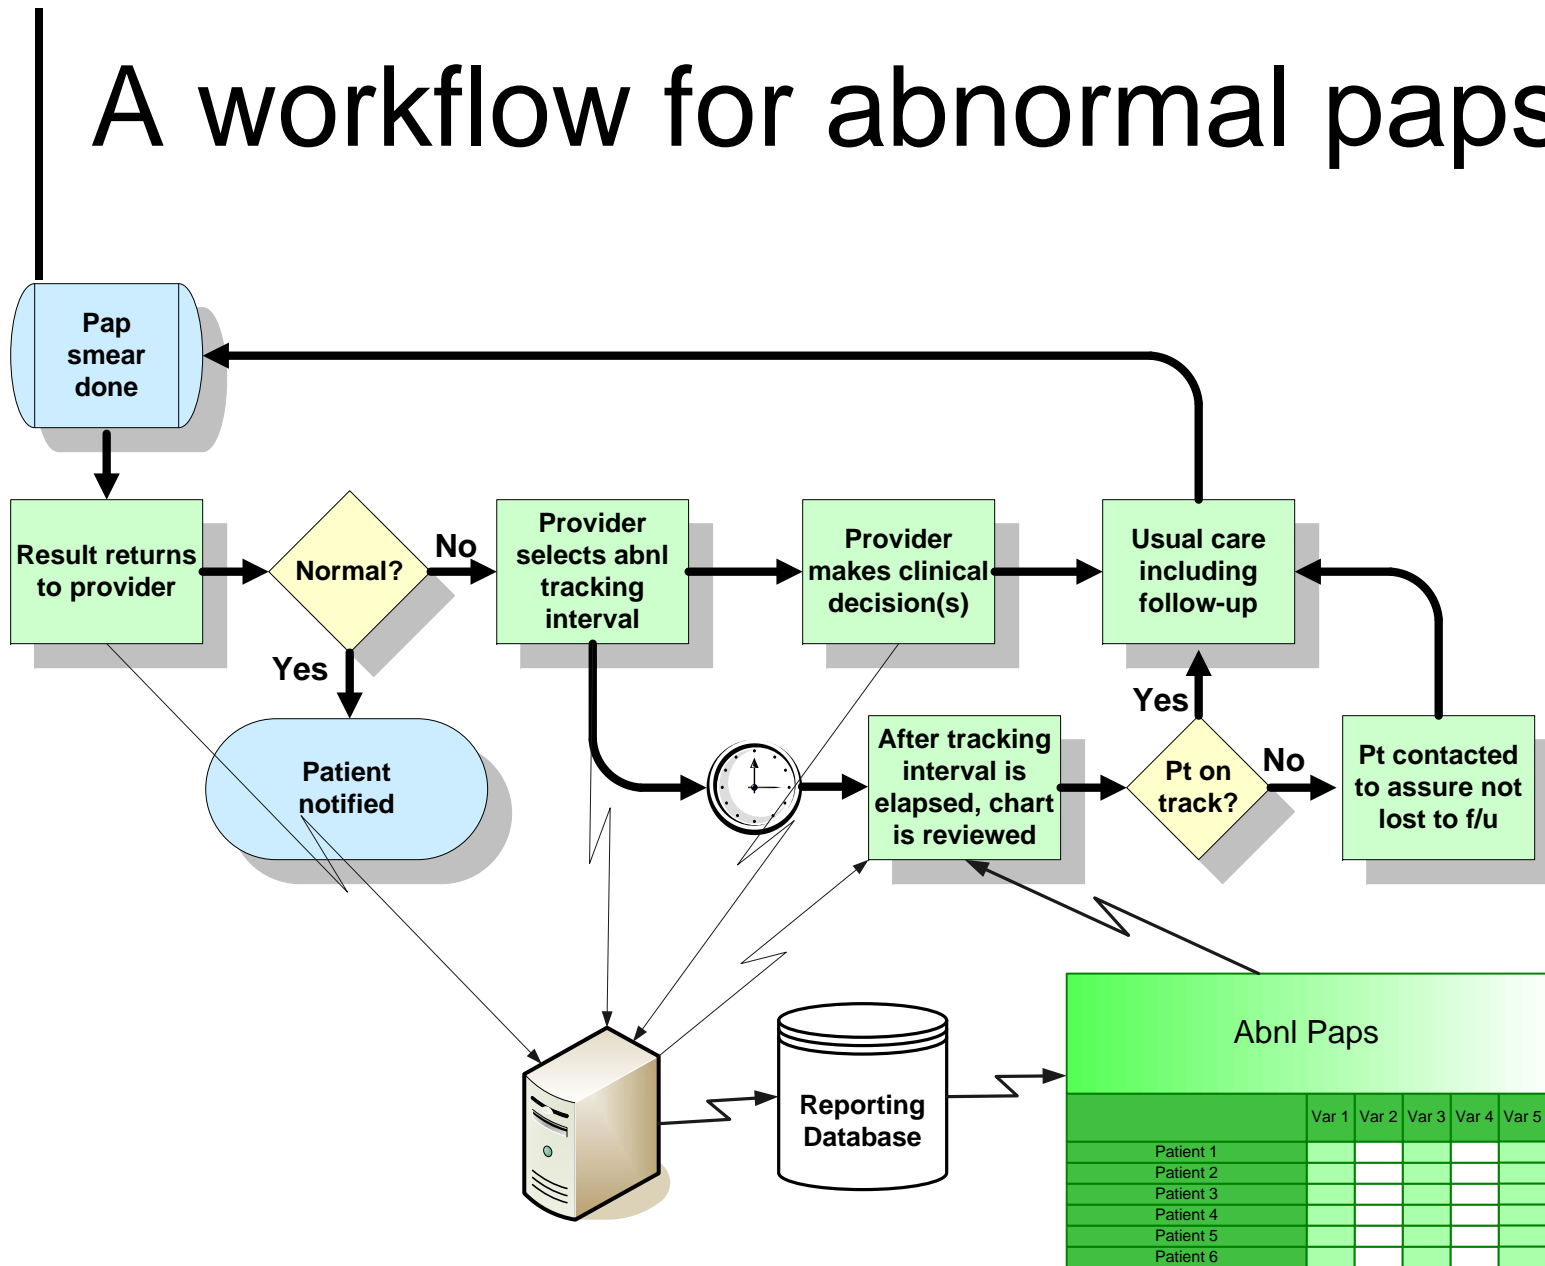 A workflow for abnormal paps
Pap
smear
done
Result returns
to provider
Normal?
No
Yes
Patient
notified
Provider
selects abnl
tracking
interval
Provider
makes clinical
decision(s)
Usual care
including
follow-up
After tracking
interval is
elapsed, chart
is reviewed
Yes
Pt on
track?
No
Pt contacted
to assure not
lost to f/u
Reporting
Database
Abnl Paps
Var 1 Var 2 Var 3 Var 4 Var 5
Patient 1
Patient 2
Patient 3
Patient 4
Patient 5
Patient 6